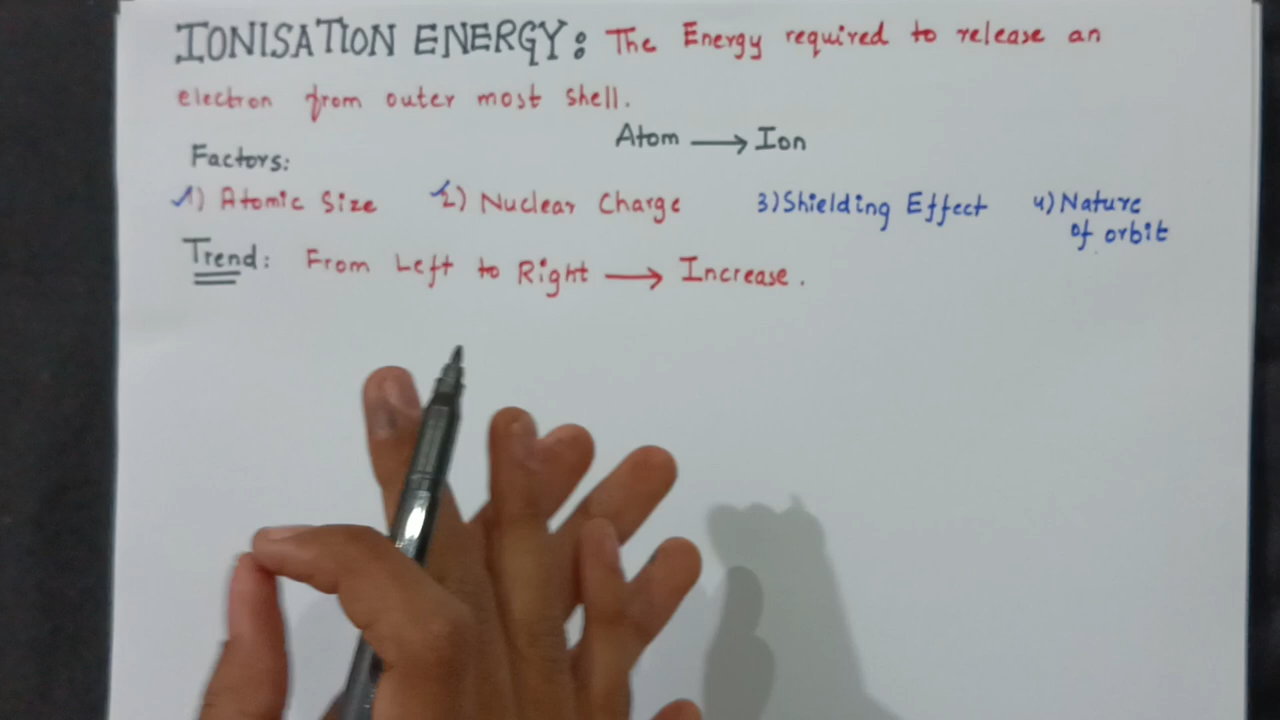 IONISATION ENERGY: The Energy required to release an
electron from outer most shell.
Atom ⟶ Ion
Factors:
1) Atomic Size 2) Nuclear Charge 3) Shielding Effect 4) Nature
of orbit
Trend: From Left to Right ⟶ Increase.